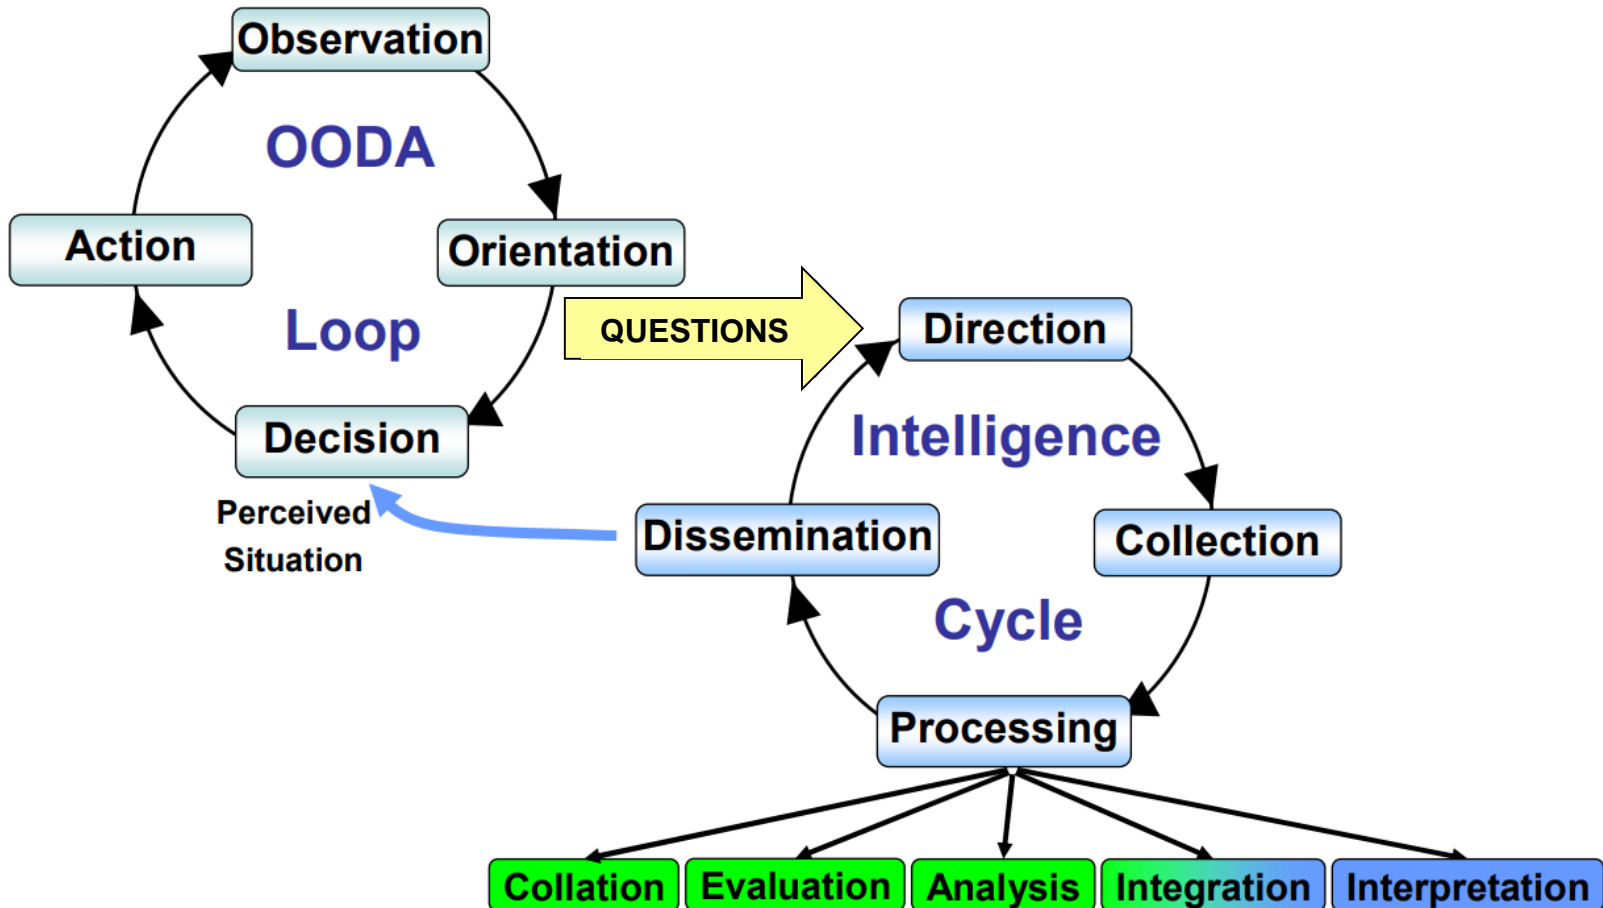 Observation
OODA
Action
Orientation
Loop
QUESTIONS
Direction
Decision
Intelligence
Perceived
Situation
Dissemination
Collection
Cycle
Processing
Collation
Evaluation
Analysis
Integration
Interpretation